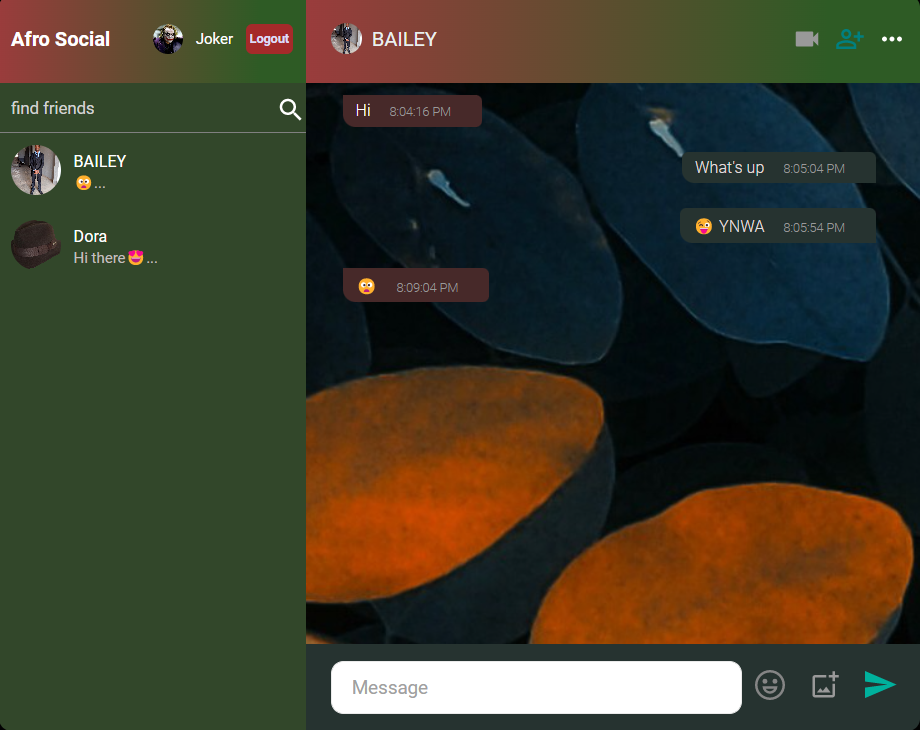 Afro Social
Joker
Logout
find friends
BAILEY
😳...
Dora
Hi there🤩...
BAILEY
Hi 8:04:16 PM
What's up 8:05:04 PM
😜 YNWA 8:05:54 PM
😳 8:09:04 PM
Message